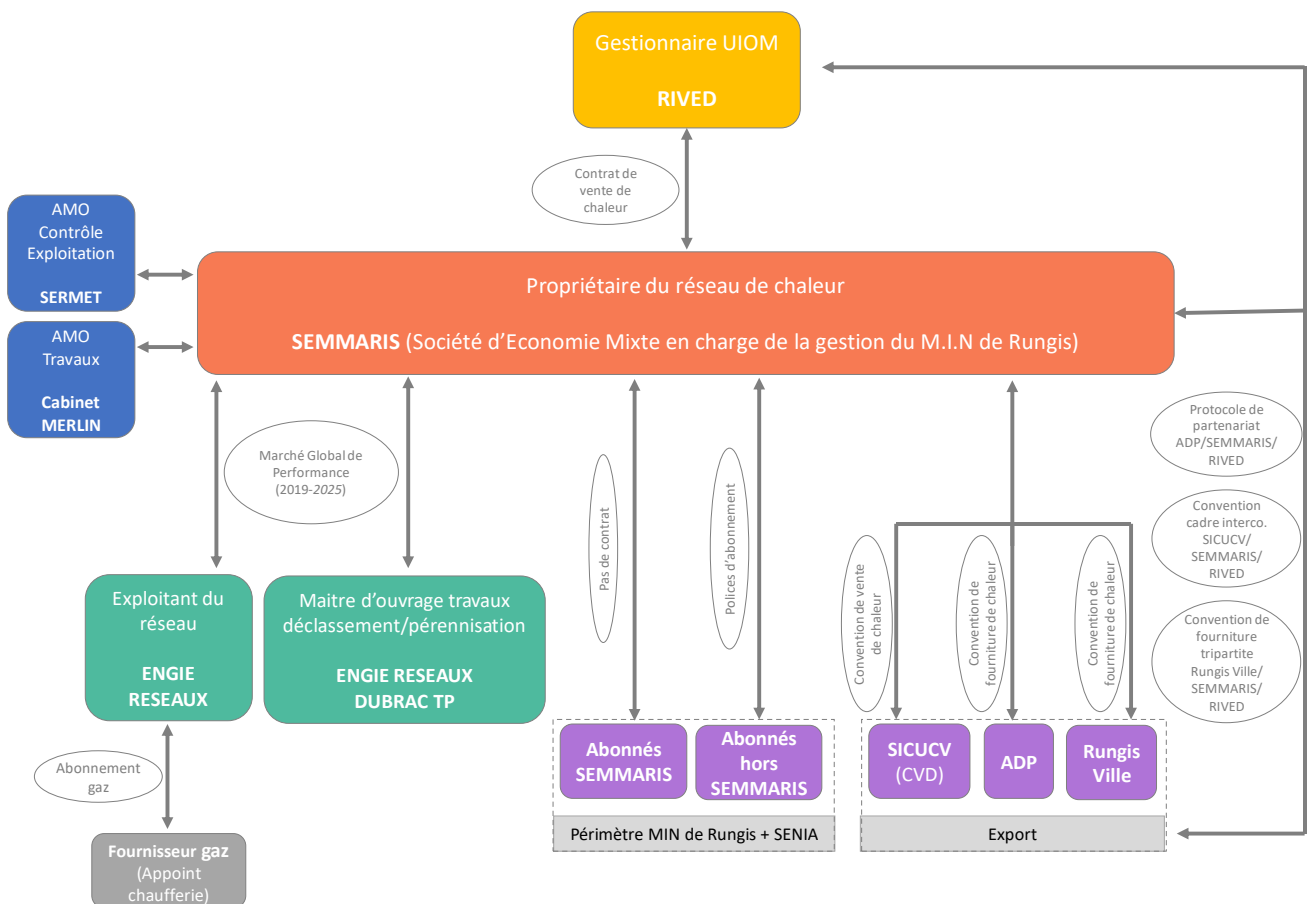 Gestionnaire UIOM
RIVED
Contrat de
vente de
chaleur
AMO
Contrôle
Exploitation
SERMET
AMO
Travaux
Cabinet
MERLIN
Propriétaire du réseau de chaleur
SEMMARIS (Société d'Economie Mixte en charge de la gestion du M.I.N de Rungis)
Marché Global de
Performance
(2019-2025)
Pas de contrat
Polices d'abonnement
Convention de vente
de chaleur
Convention de
fourniture de chaleur
Convention de
fourniture de chaleur
Protocole de
partenariat
ADP/SEMMARIS/
RIVED
Convention
cadre interco.
SICUCV/
SEMMARIS/
RIVED
Convention de
fourniture
tripartite
Rungis Ville/
SEMMARIS/
RIVED
Exploitant du
réseau
ENGIE
RESEAUX
Maitre d'ouvrage travaux
déclassement/pérennisation
ENGIE RESEAUX
DUBRAC TP
Abonnement
gaz
Fournisseur gaz
(Appoint
chaufferie)
Abonnés
SEMMARIS
Abonnés
hors
SEMMARIS
Périmètre MIN de Rungis + SENIA
SICUCV
(CVD)
ADP
Rungis
Ville
Export